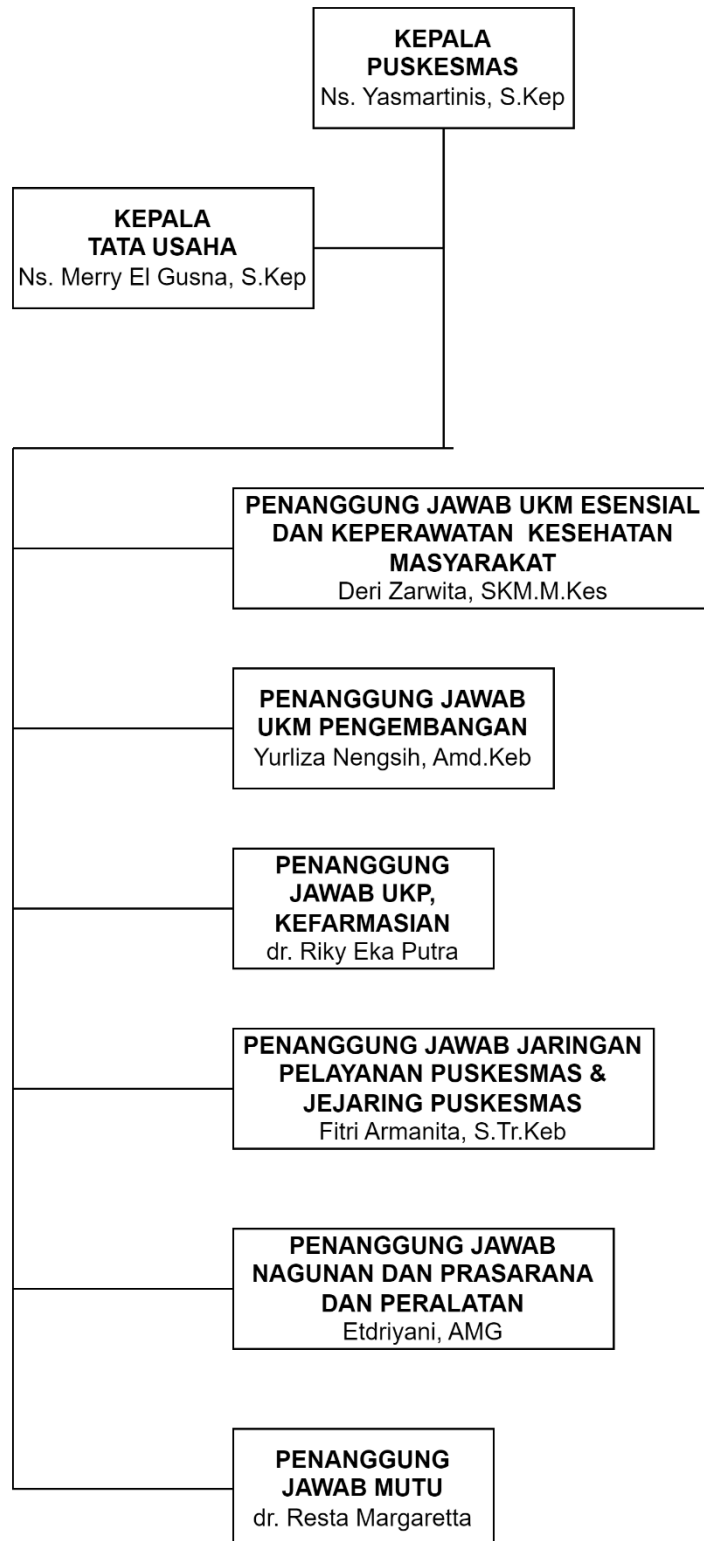 KEPALA
PUSKESMAS
Ns. Yasmartinis, S.Kep
KEPALA
TATA USAHA
Ns. Merry El Gusna, S.Kep
PENANGGUNG JAWAB UKM ESENSIAL
DAN KEPERAWATAN KESEHATAN
MASYARAKAT
Deri Zarwita, SKM.M.Kes
PENANGGUNG JAWAB
UKM PENGEMBANGAN
Yurliza Nengsih, Amd.Keb
PENANGGUNG
JAWAB UKP,
KEFARMASIAN
dr. Riky Eka Putra
PENANGGUNG JAWAB JARINGAN
PELAYANAN PUSKESMAS &
JEJARING PUSKESMAS
Fitri Armanita, S.Tr.Keb
PENANGGUNG JAWAB
NAGUNAN DAN PRASARANA
DAN PERALATAN
Etdriyani, AMG
PENANGGUNG
JAWAB MUTU
dr. Resta Margaretta